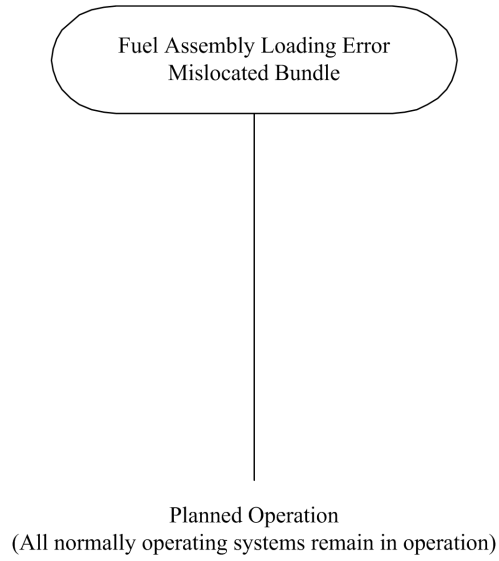 Fuel Assembly Loading Error
Mislocated Bundle
Planned Operation
(All normally operating systems remain in operation)